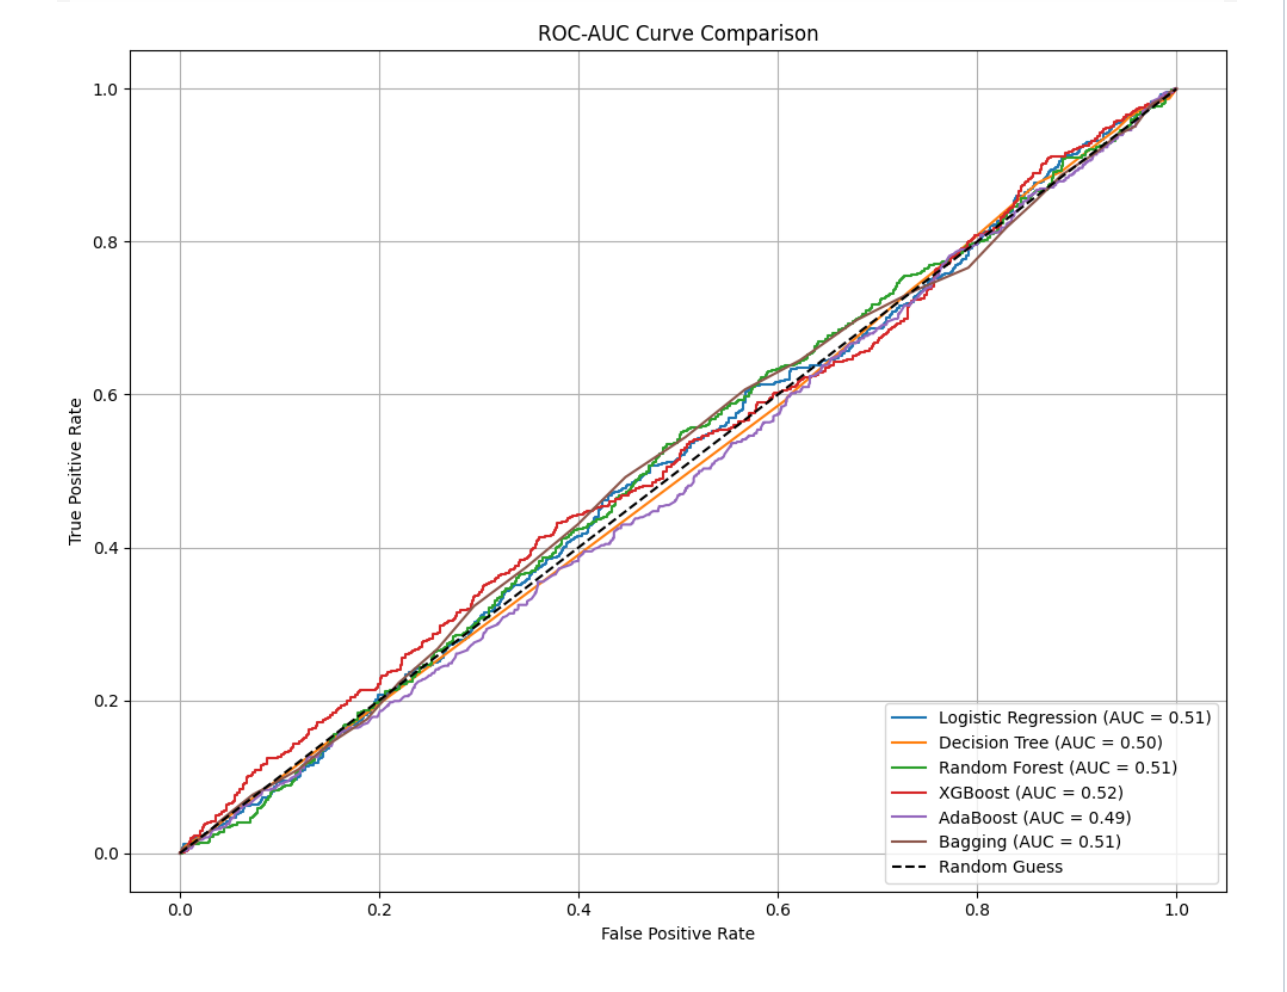 ROC-AUC Curve Comparison
1.0
0.8
0.6
0.4
0.2
0.0
True Positive Rate
Logistic Regression (AUC = 0.51)
Decision Tree (AUC = 0.50)
Random Forest (AUC = 0.51)
XGBoost (AUC = 0.52)
AdaBoost (AUC = 0.49)
Bagging (AUC = 0.51)
Random Guess
0.0 0.2 0.4 0.6 0.8 1.0
False Positive Rate